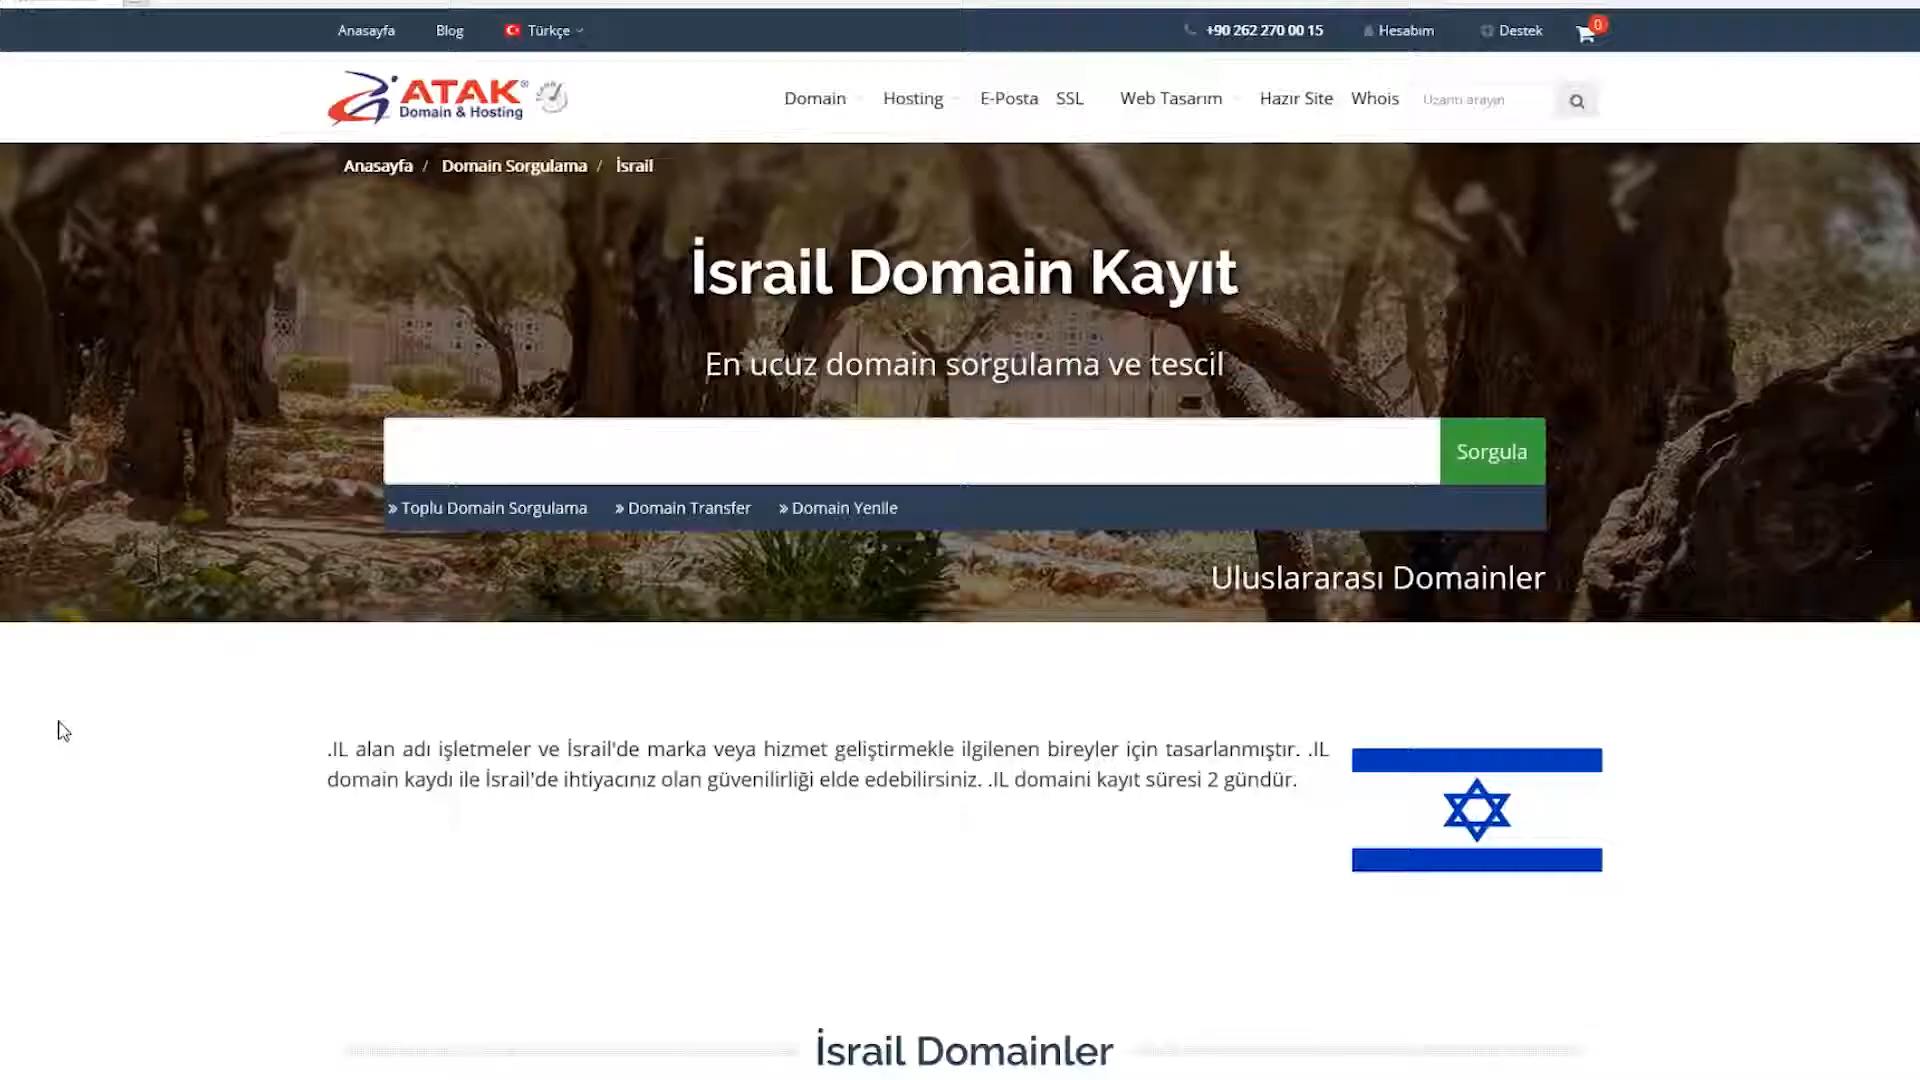 Anasayfa Blog Türkçe +90 262 270 00 15 Hesabım Destek 0
ATAK®
Domain & Hosting
Domain Hosting E-Posta SSL Web Tasarım Hazır Site Whois Uzantı arayın
Anasayfa / Domain Sorgulama / İsrail
İsrail Domain Kayıt
En ucuz domain sorgulama ve tescil
Sorgula
» Toplu Domain Sorgulama » Domain Transfer » Domain Yenile
Uluslararası Domainler
.IL alan adı işletmeler ve İsrail'de marka veya hizmet geliştirmekle ilgilenen bireyler için tasarlanmıştır. .IL
domain kaydı ile İsrail'de ihtiyacınız olan güvenilirliği elde edebilirsiniz. .IL domaini kayıt süresi 2 gündür.
İsrail Domainler